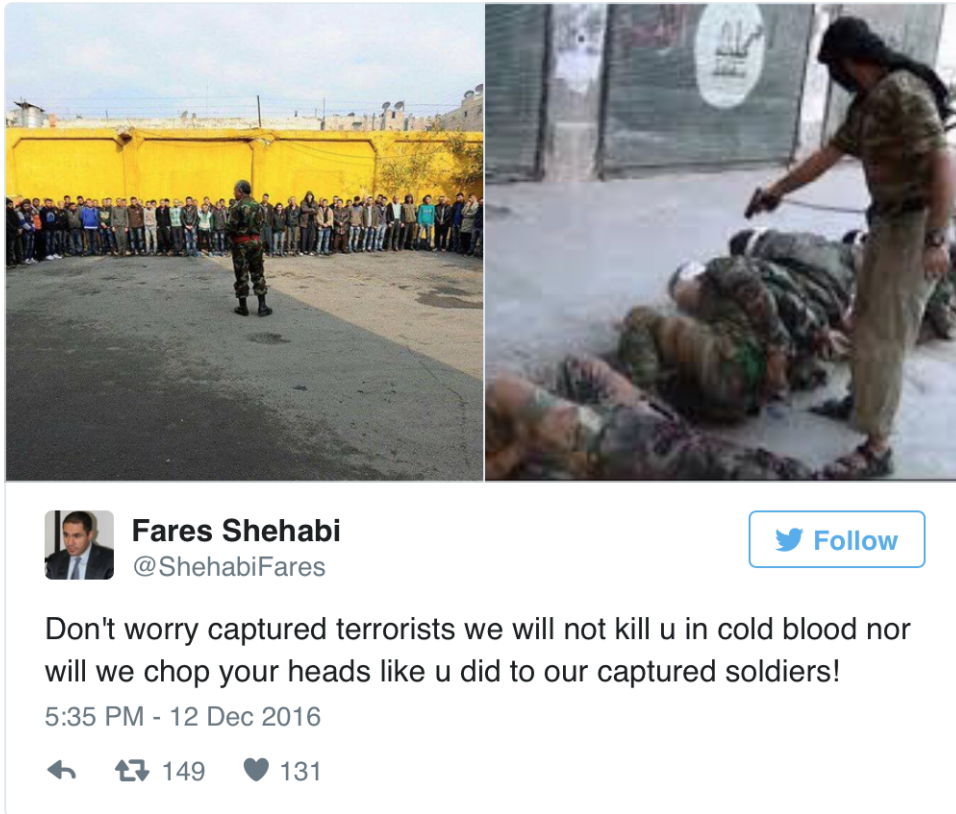 Fares Shehabi
Follow
@ShehabiFares
Don't worry captured terrorists we will not kill u in cold blood nor
will we chop your heads like u did to our captured soldiers!
5:35 PM - 12 Dec 2016
149
131